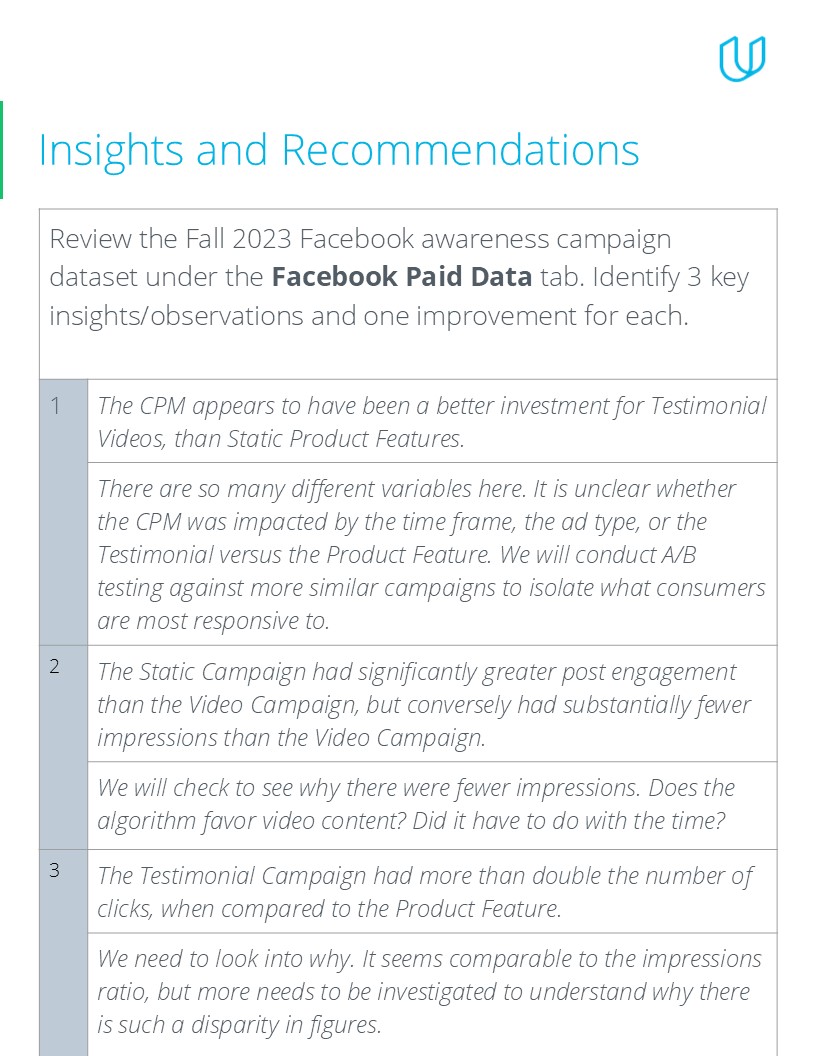 Insights and Recommendations
Review the Fall 2023 Facebook awareness campaign
dataset under the Facebook Paid Data tab. Identify 3 key
insights/observations and one improvement for each.
1
The CPM appears to have been a better investment for Testimonial
Videos, than Static Product Features.
There are so many different variables here. It is unclear whether
the CPM was impacted by the time frame, the ad type, or the
Testimonial versus the Product Feature. We will conduct A/B
testing against more similar campaigns to isolate what consumers
are most responsive to.
2
The Static Campaign had significantly greater post engagement
than the Video Campaign, but conversely had substantially fewer
impressions than the Video Campaign.
We will check to see why there were fewer impressions. Does the
algorithm favor video content? Did it have to do with the time?
3
The Testimonial Campaign had more than double the number of
clicks, when compared to the Product Feature.
We need to look into why. It seems comparable to the impressions
ratio, but more needs to be investigated to understand why there
is such a disparity in figures.